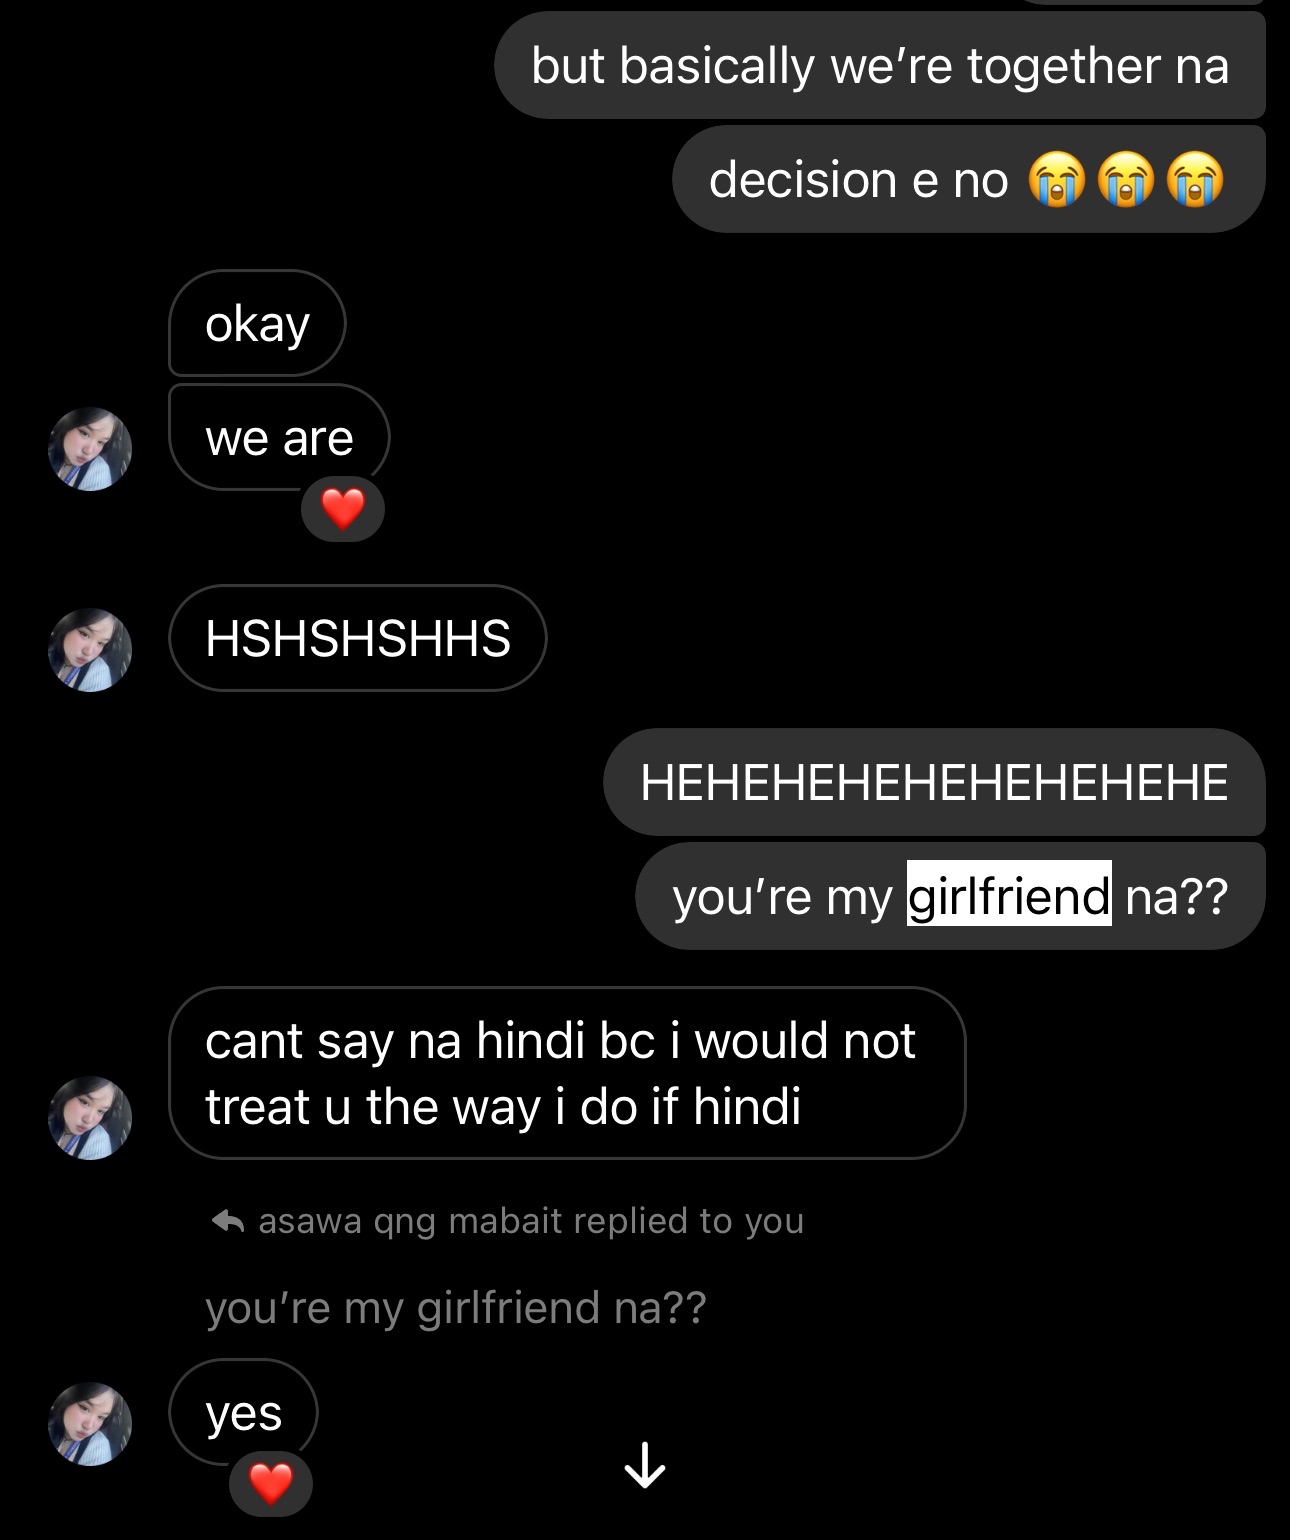 but basically we're together na
decision e no 😭😭😭
okay
we are
❤️
HSHSHSHHS
HEHEHEHEHEHEHEHEHE
you're my girlfriend na??
cant say na hindi bc i would not
treat u the way i do if hindi
asawa qng mabait replied to you
you're my girlfriend na??
yes
❤️